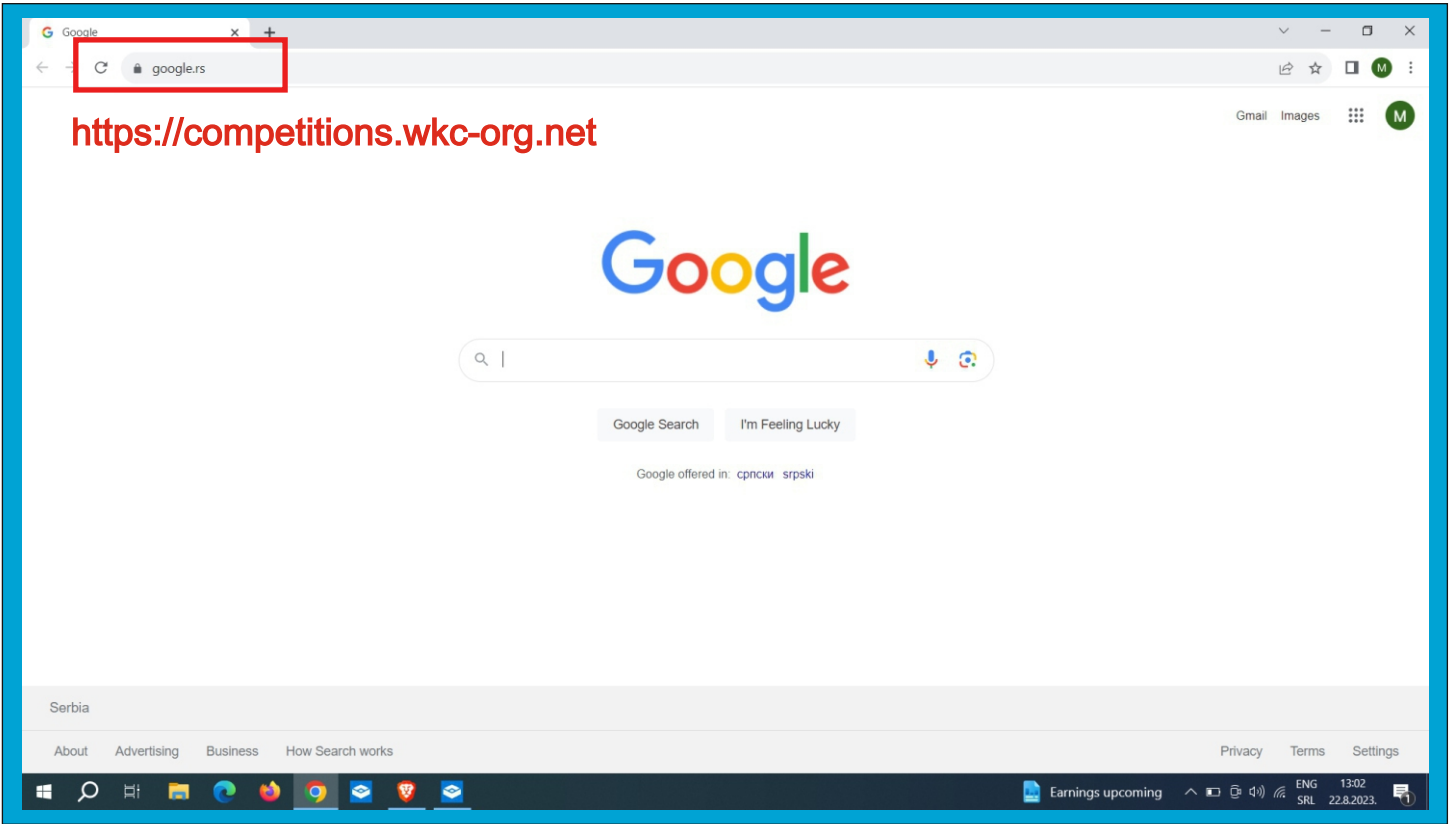 Google
google.rs
M
https://competitions.wkc-org.net
Gmail Images
M
Google
Google Search I'm Feeling Lucky
Google offered in: српски srpski
Serbia
About Advertising Business How Search works
Privacy Terms Settings
Earnings upcoming
ENG
SRL
13:02
22.8.2023.
1